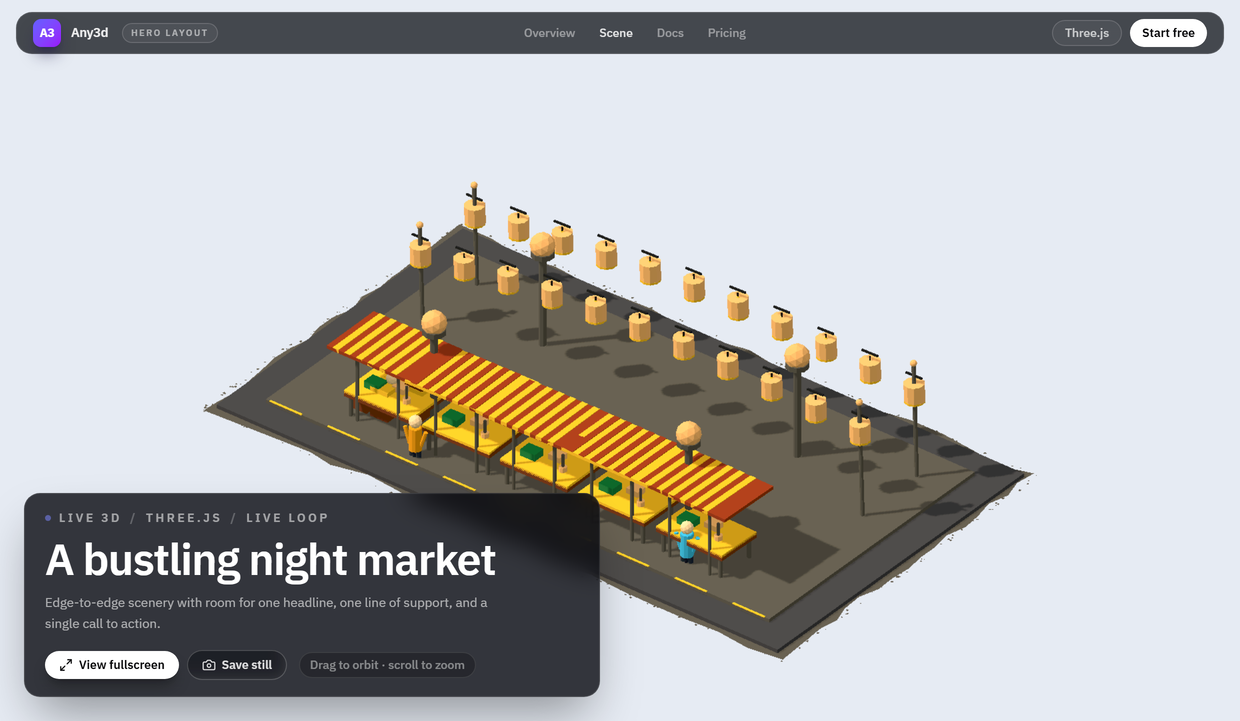 A3 Any3d HERO LAYOUT Overview Scene Docs Pricing Three.js Start free
LIVE 3D / THREE.JS / LIVE LOOP
A bustling night market
Edge-to-edge scenery with room for one headline, one line of support, and a
single call to action.
View fullscreen Save still Drag to orbit · scroll to zoom